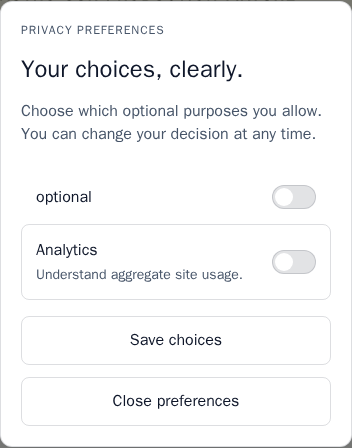 PRIVACY PREFERENCES
Your choices, clearly.
Choose which optional purposes you allow.
You can change your decision at any time.
optional
Analytics
Understand aggregate site usage.
Save choices
Close preferences